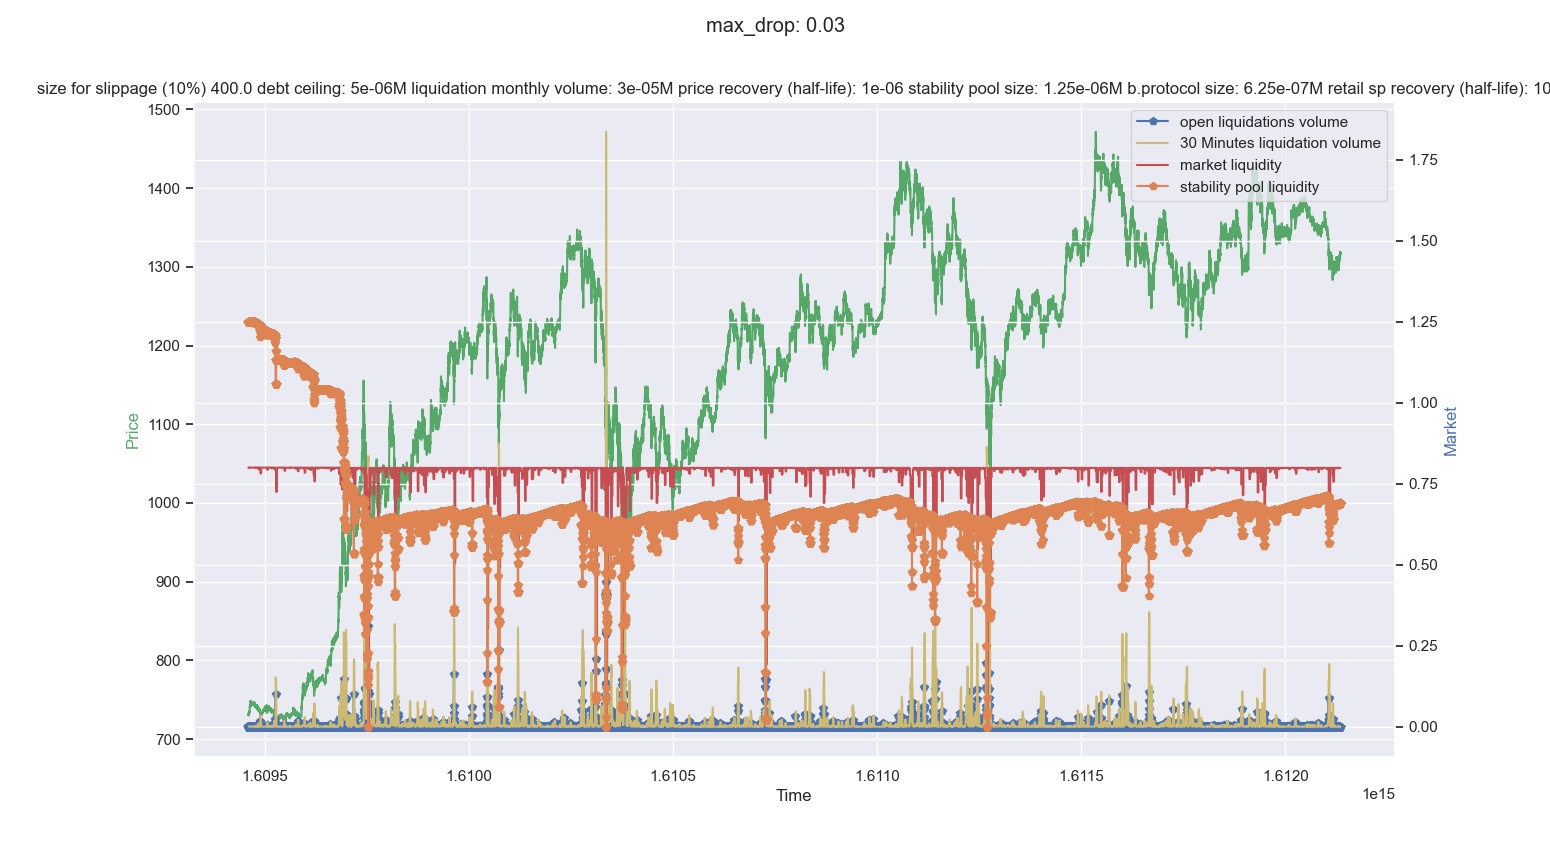 max_drop: 0.03
size for slippage (10%) 400.0 debt ceiling: 5e-06M liquidation monthly volume: 3e-05M price recovery (half-life): 1e-06 stability pool size: 1.25e-06M b.protocol size: 6.25e-07M retail sp recovery (half-life): 10
open liquidations volume
30 Minutes liquidation volume
market liquidity
stability pool liquidity
1500
1400
1300
1200
1100
1000
900
800
700
Price
1.75
1.50
1.25
1.00
0.75
0.50
0.25
0.00
Market
1.6095 1.6100 1.6105 1.6110 1.6115 1.6120
Time
1e15